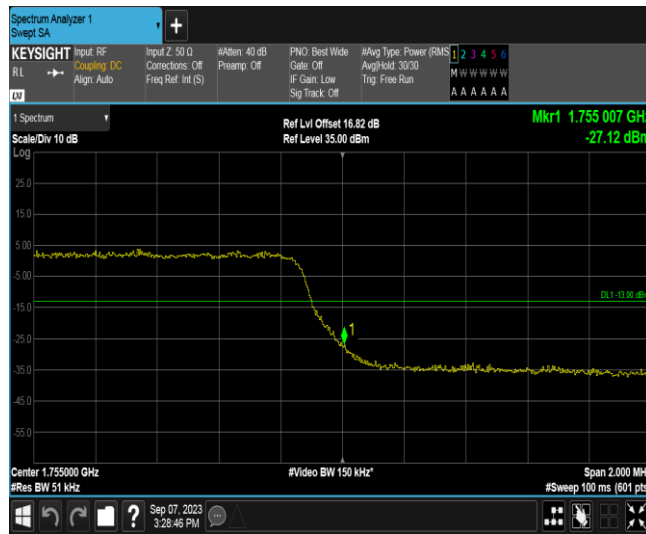 Spectrum Analyzer 1
Swept SA
+
KEYSIGHT
RL
LXI
Input: RF
Coupling: DC
Align: Auto
Input Z: 50 Ω
Corrections: Off
Freq Ref: Int (S)
#Atten: 40 dB
Preamp: Off
PNO: Best Wide
Gate: Off
IF Gain: Low
Sig Track: Off
#Avg Type: Power (RMS
Avg|Hold: 30/30
Trig: Free Run
1 2 3 4 5 6
M W W W W W
A A A A A A
1 Spectrum
Scale/Div 10 dB
Ref Lvl Offset 16.82 dB
Ref Level 35.00 dBm
Mkr1 1.755 007 GH
-27.12 dBm
Log
25.0
15.0
5.00
-5.00
DL1 -13.00 dBm
-15.0
1
-25.0
-35.0
-45.0
-55.0
Center 1.755000 GHz
#Video BW 150 kHz*
Span 2.000 MH
#Res BW 51 kHz
#Sweep 100 ms (601 pts
?
Sep 07, 2023
3:28:46 PM